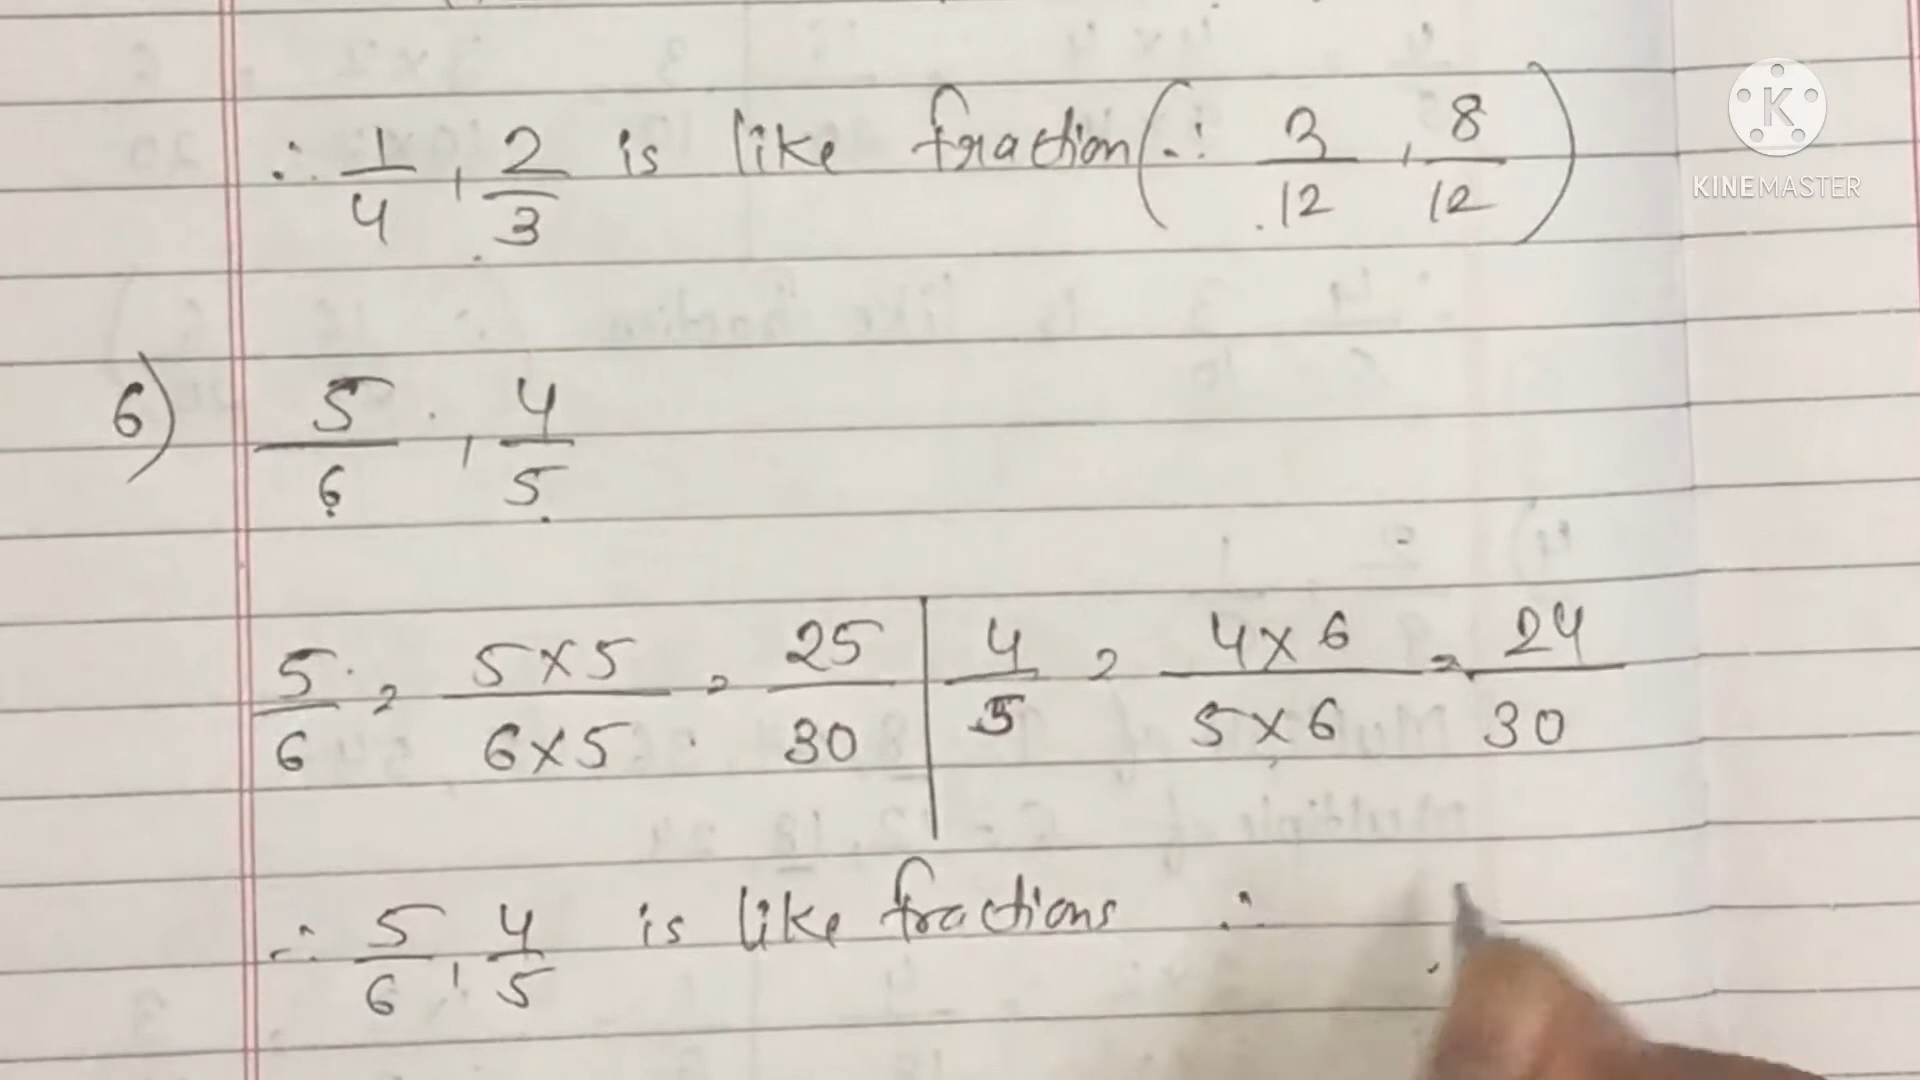 ∴ 1/4 , 2/3 is like fraction (∴ 3/12 , 8/12)
KINEMASTER
6) 5/6 , 4/5
5/6 = 5×5/6×5 = 25/30 | 4/5 = 4×6/5×6 = 24/30
∴ 5/6 , 4/5 is like fractions ∴